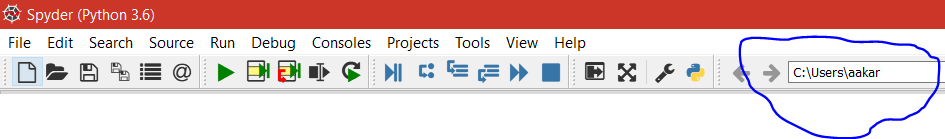 Spyder (Python 3.6)
File Edit Search Source Run Debug Consoles Projects Tools View Help
@ C:\Users\aakar